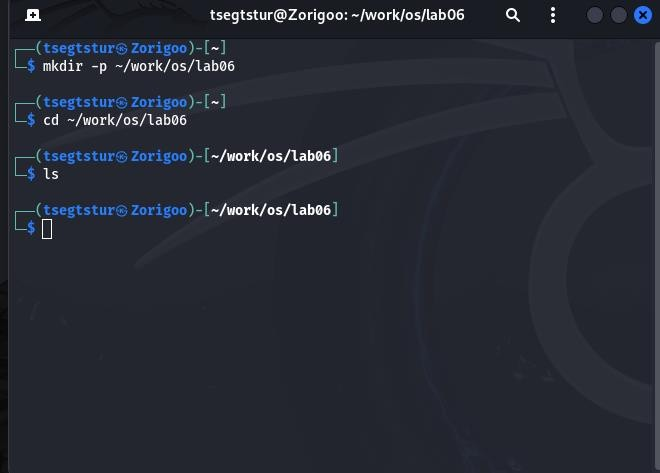 tsegtstur@Zorigoo: ~/work/os/lab06
┌──(tsegtstur㉿Zorigoo)-[~]
└─$ mkdir -p ~/work/os/lab06
┌──(tsegtstur㉿Zorigoo)-[~]
└─$ cd ~/work/os/lab06
┌──(tsegtstur㉿Zorigoo)-[~/work/os/lab06]
└─$ ls
┌──(tsegtstur㉿Zorigoo)-[~/work/os/lab06]
└─$